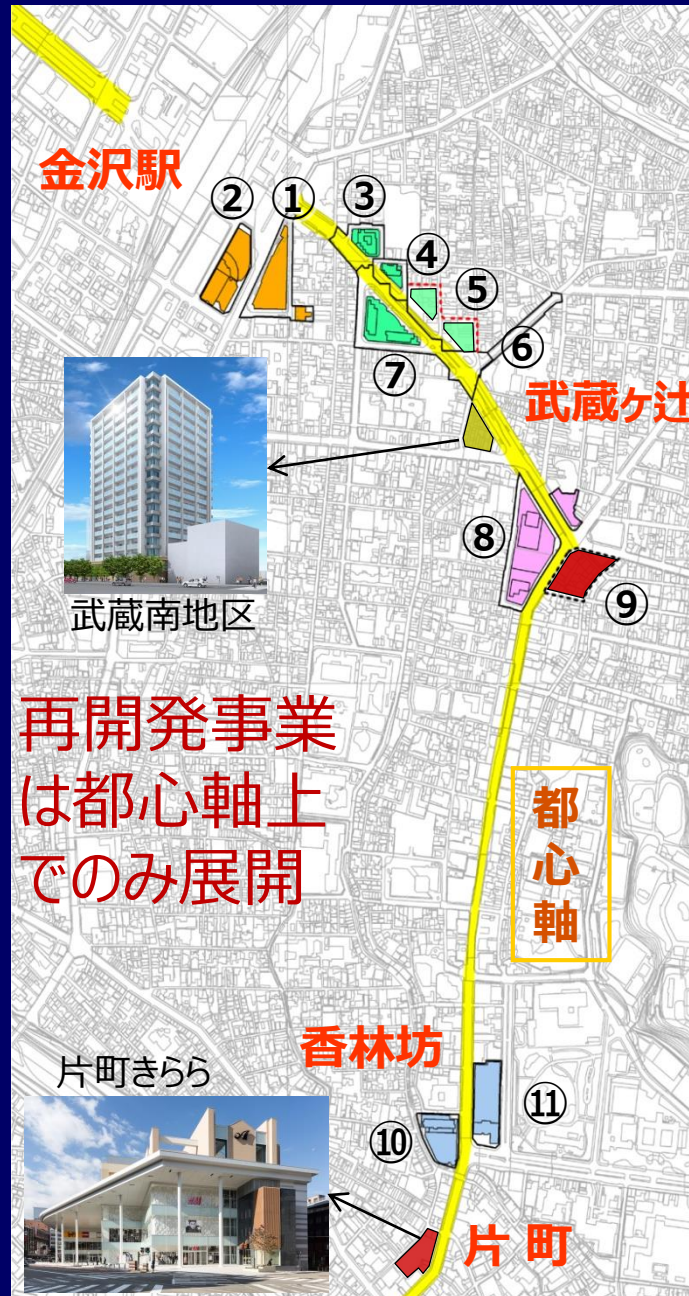 金沢駅
②
①
③
④
⑤
⑥
⑦
武蔵ヶ辻
武蔵南地区
⑧
⑨
再開発事業
は都心軸上
でのみ展開
都
心
軸
香林坊
片町きらら
⑪
⑩
片 町